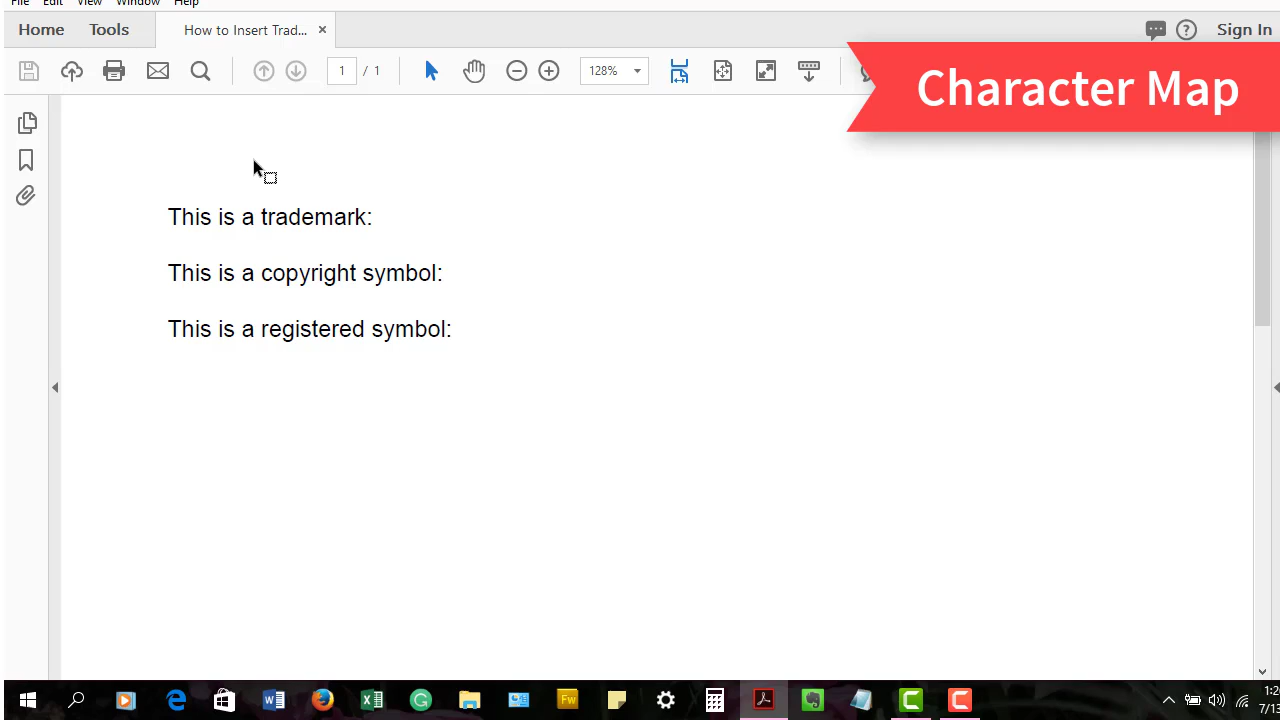 File Edit View Window Help
Home Tools How to Insert Trad... × Sign In
1 / 1 128%
Character Map
This is a trademark:
This is a copyright symbol:
This is a registered symbol: